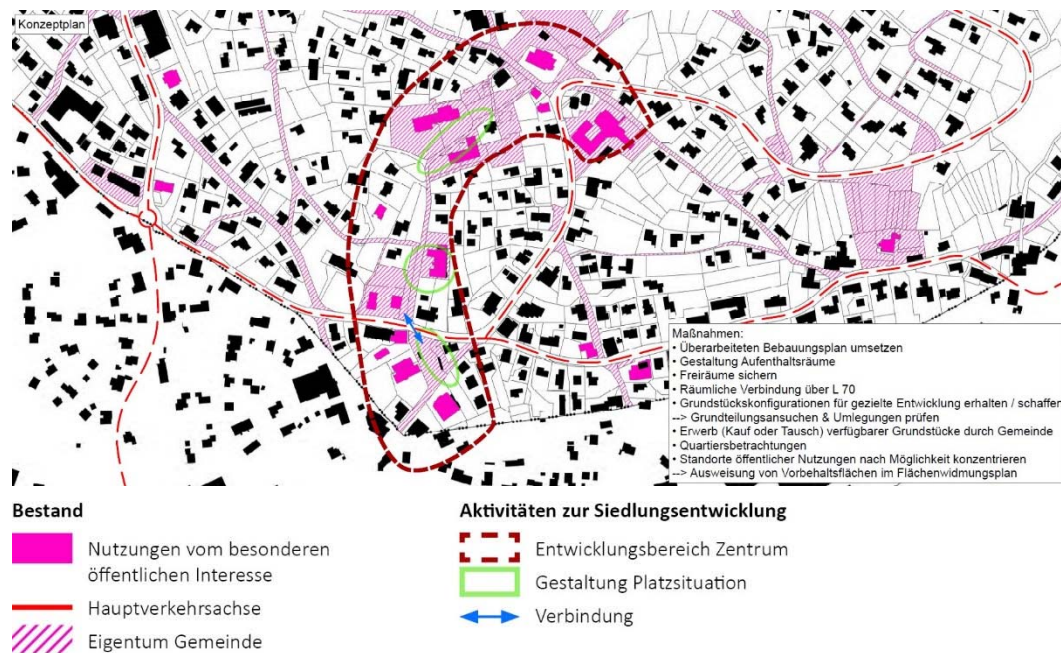 Konzeptplan
Maßnahmen:
• Überarbeiteten Bebauungsplan umsetzen
• Gestaltung Aufenthaltsräume
• Freiräume sichern
• Räumliche Verbindung über L 70
• Grundstückskonfigurationen für gezielte Entwicklung erhalten / schaffen
--> Grundteilungsansuchen & Umlegungen prüfen
• Erwerb (Kauf oder Tausch) verfügbarer Grundstücke durch Gemeinde
• Quartiersbetrachtungen
• Standorte öffentlicher Nutzungen nach Möglichkeit konzentrieren
--> Ausweisung von Vorbehaltsflächen im Flächenwidmungsplan
Bestand
Nutzungen vom besonderen
öffentlichen Interesse
Hauptverkehrsachse
Eigentum Gemeinde
Aktivitäten zur Siedlungsentwicklung
Entwicklungsbereich Zentrum
Gestaltung Platzsituation
Verbindung